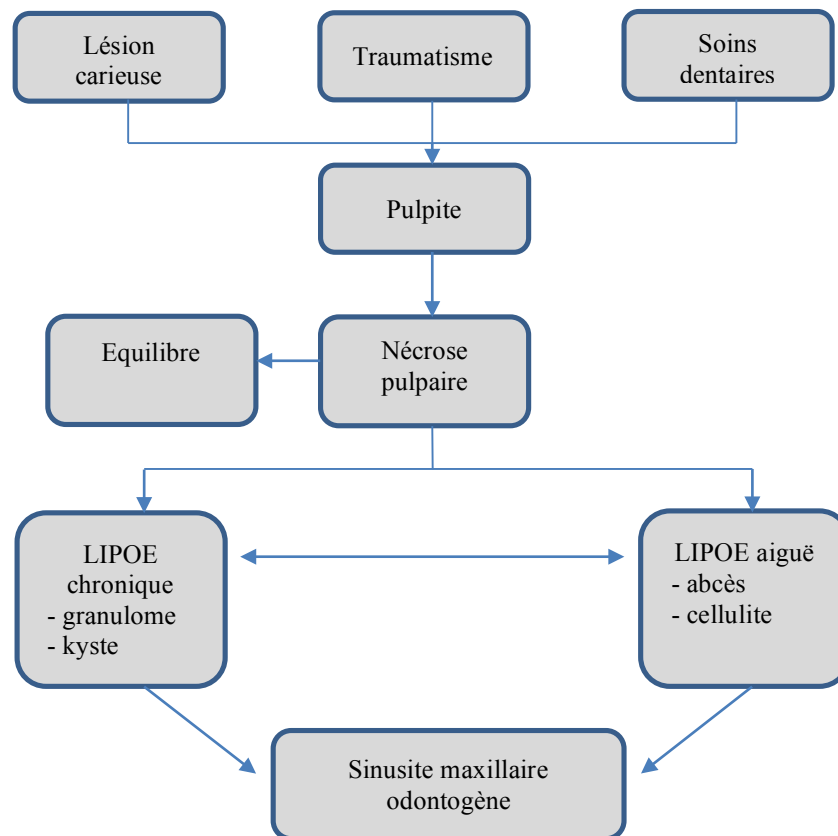 Lésion
carieuse
Traumatisme
Soins
dentaires
Pulpite
Equilibre
Nécrose
pulpaire
LIPOE
chronique
- granulome
- kyste
LIPOE aiguë
- abcès
- cellulite
Sinusite maxillaire
odontogène